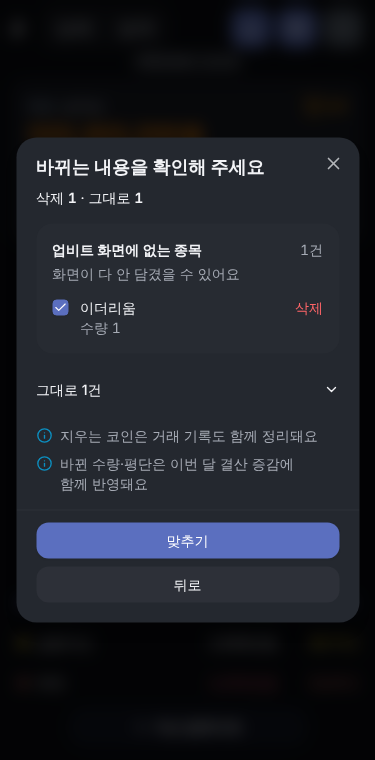 바뀌는 내용을 확인해 주세요
삭제 1 · 그대로 1
업비트 화면에 없는 종목 1건
화면이 다 안 담겼을 수 있어요
이더리움 삭제
수량 1
그대로 1건
지우는 코인은 거래 기록도 함께 정리돼요
바뀐 수량·평단은 이번 달 결산 증감에
함께 반영돼요
맞추기
뒤로